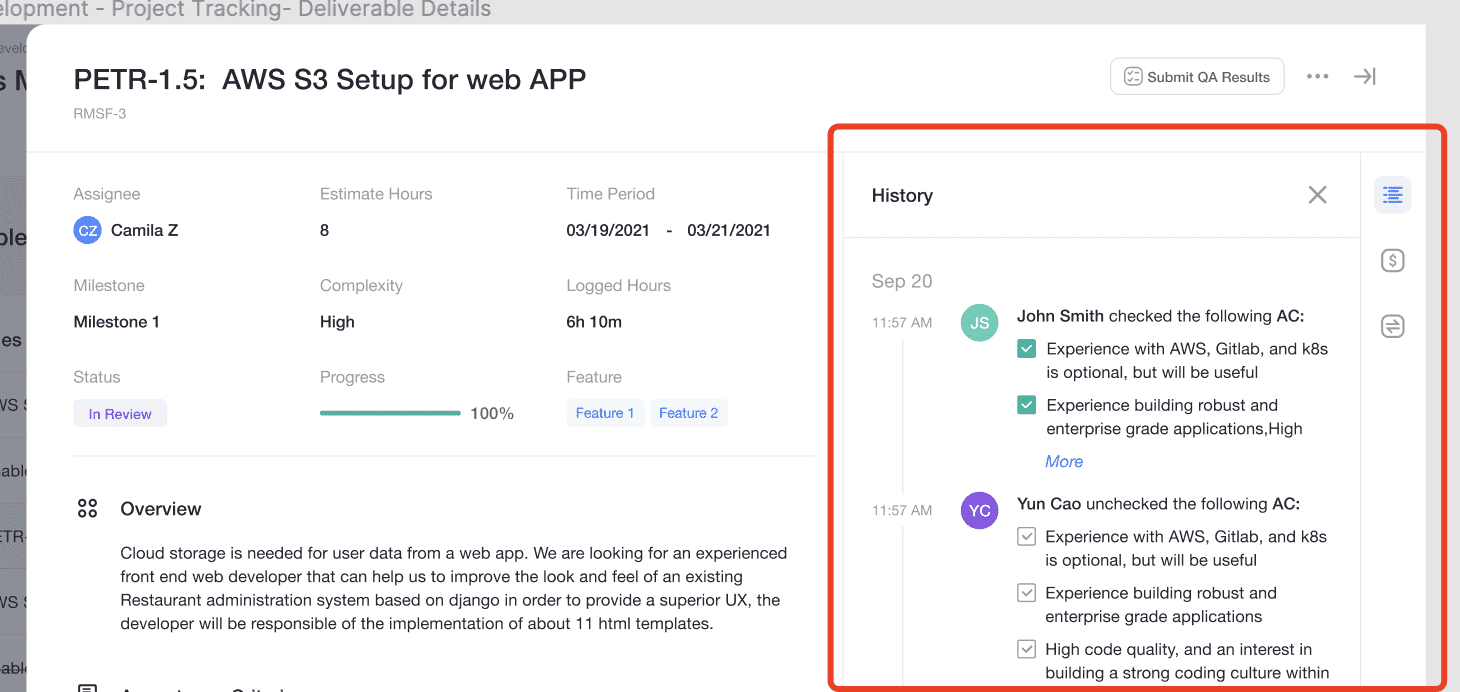 elopment - Project Tracking- Deliverable Details
PETR-1.5: AWS S3 Setup for web APP
RMSF-3
Submit QA Results
Assignee
CZ Camila Z
Estimate Hours
8
Time Period
03/19/2021 - 03/21/2021
Milestone
Milestone 1
Complexity
High
Logged Hours
6h 10m
Status
In Review
Progress
100%
Feature
Feature 1 Feature 2
Overview
Cloud storage is needed for user data from a web app. We are looking for an experienced
front end web developer that can help us to improve the look and feel of an existing
Restaurant administration system based on django in order to provide a superior UX, the
developer will be responsible of the implementation of about 11 html templates.
History
$
Sep 20
11:57 AM
JS
John Smith checked the following AC:
Experience with AWS, Gitlab, and k8s
is optional, but will be useful
Experience building robust and
enterprise grade applications,High
More
11:57 AM
YC
Yun Cao unchecked the following AC:
Experience with AWS, Gitlab, and k8s
is optional, but will be useful
Experience building robust and
enterprise grade applications
High code quality, and an interest in
building a strong coding culture within